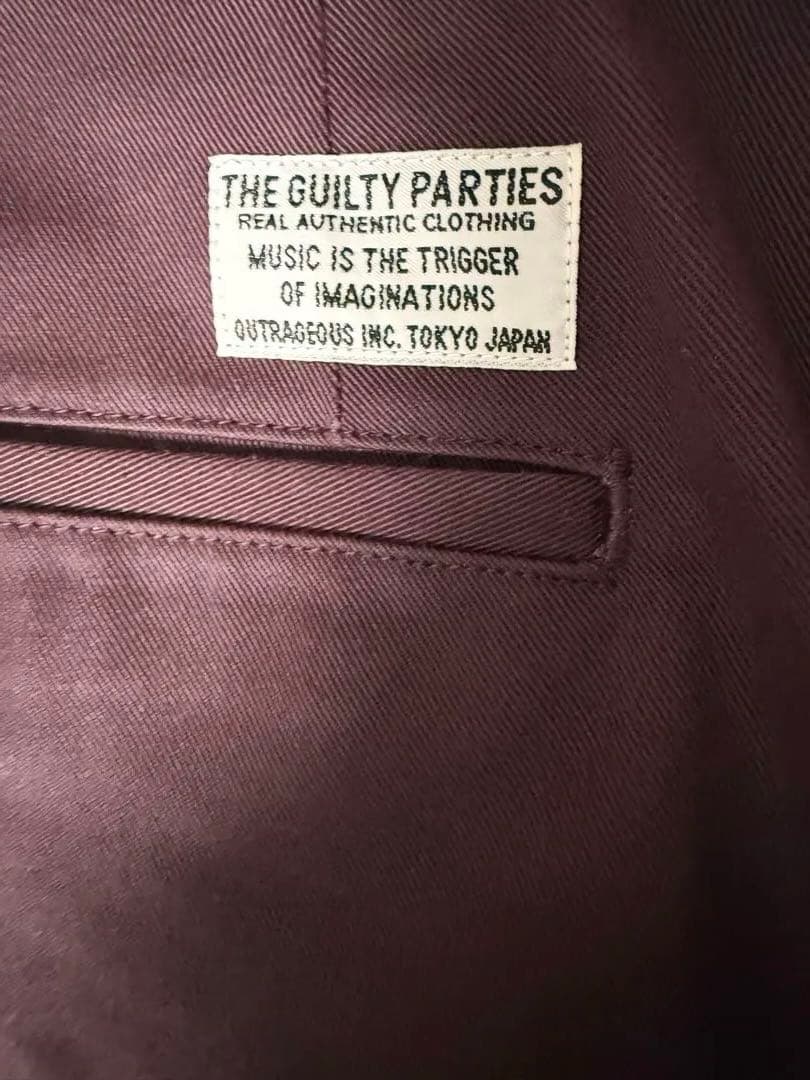 THE GUILTY PARTIES
REAL AUTHENTIC CLOTHING
MUSIC IS THE TRIGGER
OF IMAGINATIONS
OUTRAGEOUS INC. TOKYO JAPAN